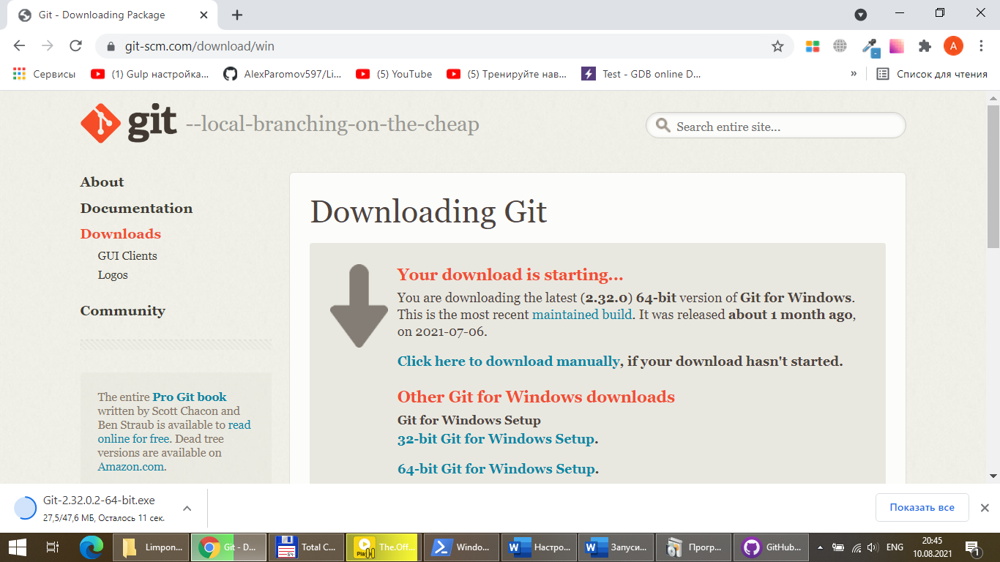 Git - Downloading Package
git-scm.com/download/win
A
Сервисы
(1) Gulp настройка...
AlexParomov597/Li...
(5) YouTube
(5) Тренируйте нав...
Test - GDB online D...
»
Список для чтения
git --local-branching-on-the-cheap
Search entire site...
About
Documentation
Downloads
GUI Clients
Logos
Community
The entire Pro Git book
written by Scott Chacon and
Ben Straub is available to read
online for free. Dead tree
versions are available on
Amazon.com.
Downloading Git
Your download is starting...
You are downloading the latest (2.32.0) 64-bit version of Git for Windows.
This is the most recent maintained build. It was released about 1 month ago,
on 2021-07-06.
Click here to download manually, if your download hasn't started.
Other Git for Windows downloads
Git for Windows Setup
32-bit Git for Windows Setup.
64-bit Git for Windows Setup.
Git-2.32.0.2-64-bit.exe
27,5/47,6 МБ, Осталось 11 сек.
Показать все
Limpon...
Git - D...
Total C...
The.Off...
Windo...
Настро...
Запуси...
Прогр...
GitHub...
ENG
20:45
10.08.2021
1